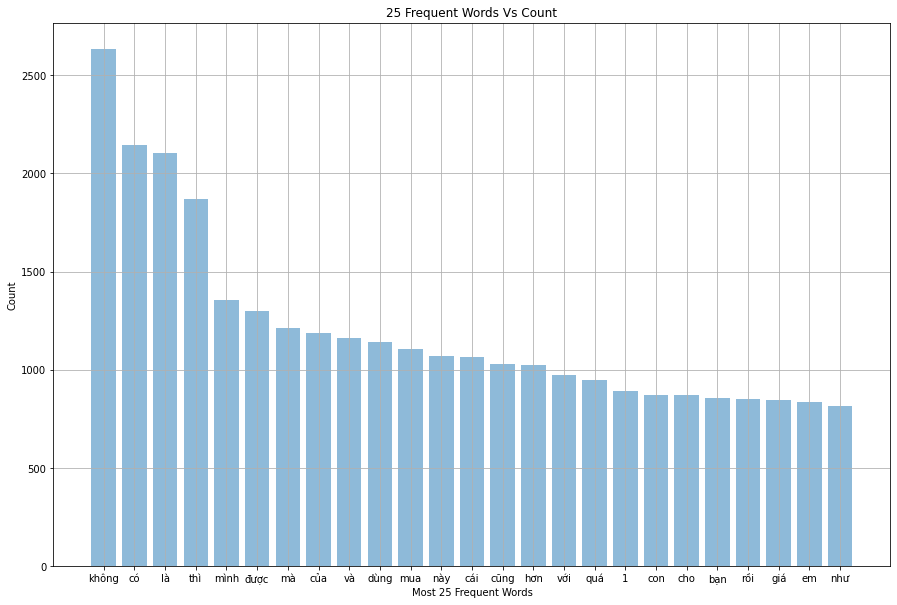 25 Frequent Words Vs Count
Count
2500
2000
1500
1000
500
0
không có là thì mình được mà của và dùng mua này cái cũng hơn với quá 1 con cho bạn rồi giá em như
Most 25 Frequent Words